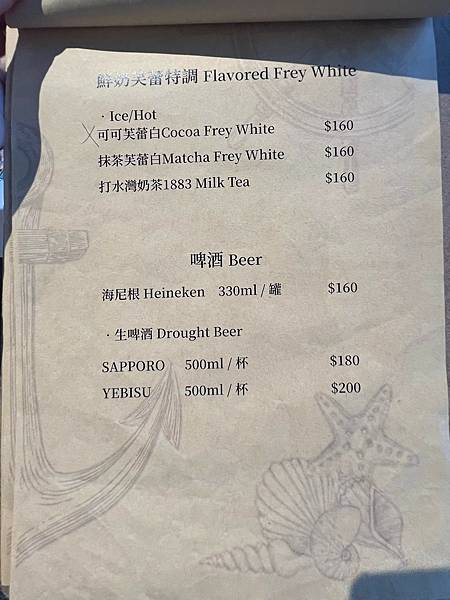 鮮奶芙蕾特調 Flavored Frey White
·Ice/Hot
可可芙蕾白Cocoa Frey White $160
抹茶芙蕾白Matcha Frey White $160
打水灣奶茶1883 Milk Tea $160
啤酒 Beer
海尼根 Heineken 330ml / 罐 $160
·生啤酒 Drought Beer
SAPPORO 500ml / 杯 $180
YEBISU 500ml / 杯 $200